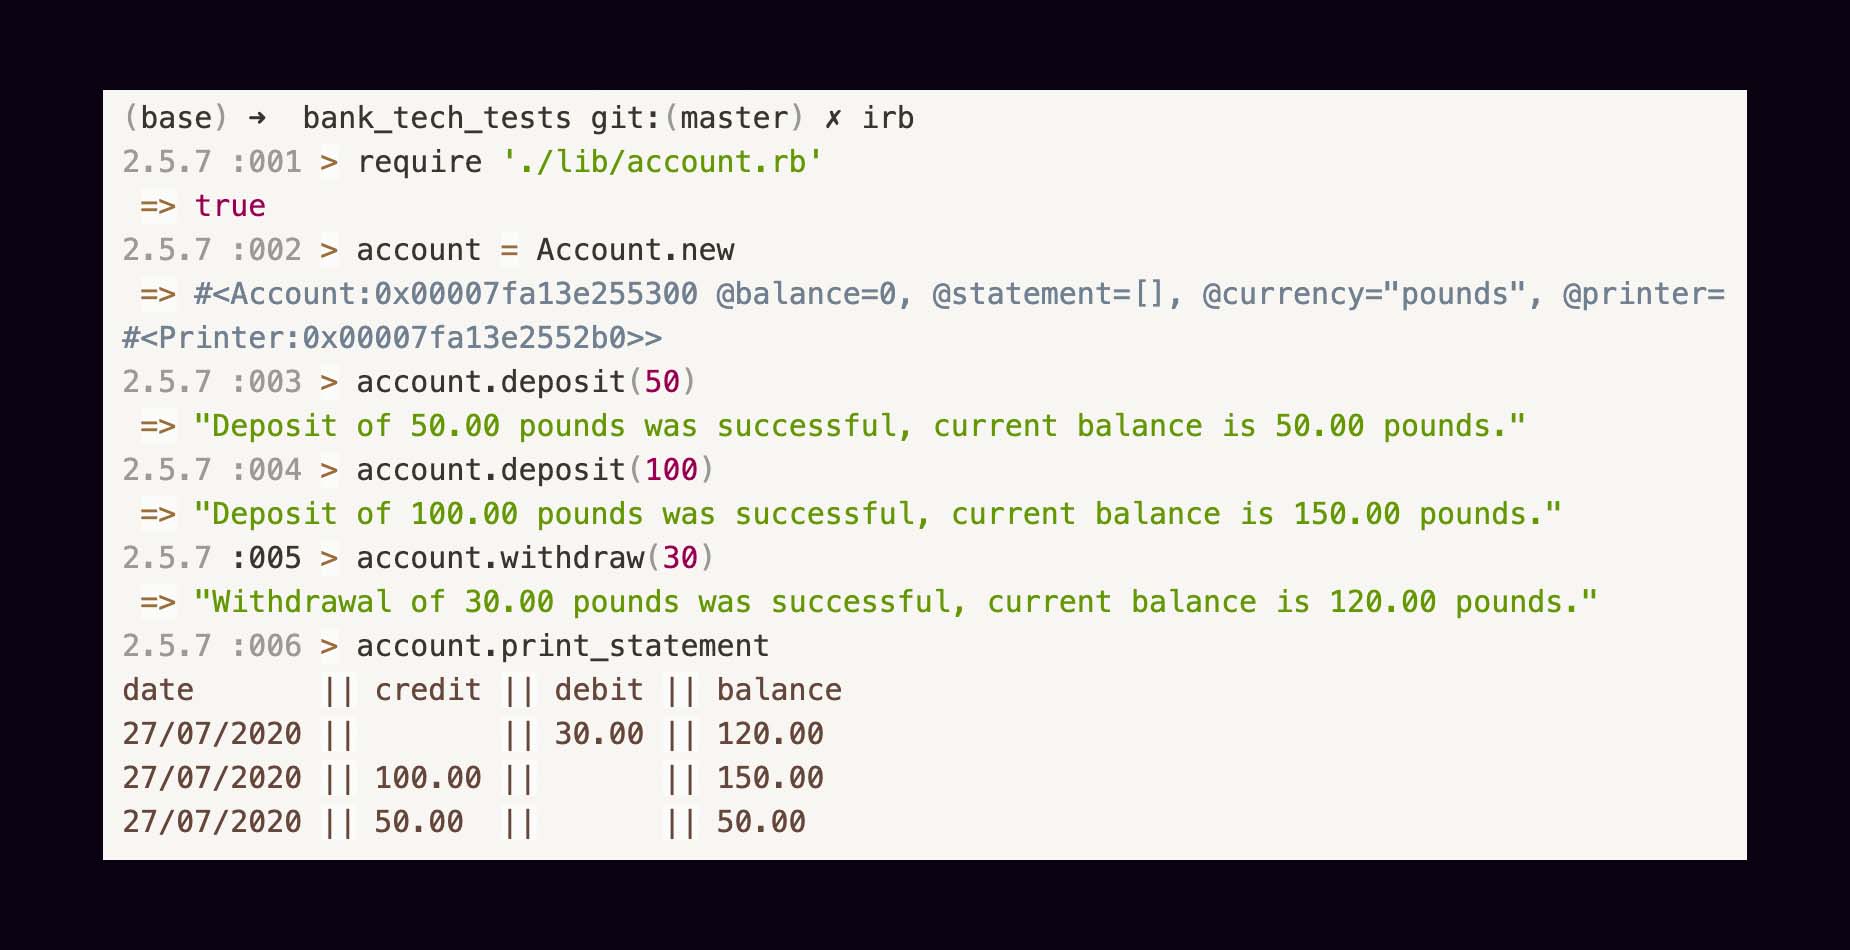 (base) ➜  bank_tech_tests git:(master) ✗ irb
2.5.7 :001 > require './lib/account.rb'
 => true
2.5.7 :002 > account = Account.new
 => #<Account:0x00007fa13e255300 @balance=0, @statement=[], @currency="pounds", @printer=
#<Printer:0x00007fa13e2552b0>>
2.5.7 :003 > account.deposit(50)
 => "Deposit of 50.00 pounds was successful, current balance is 50.00 pounds."
2.5.7 :004 > account.deposit(100)
 => "Deposit of 100.00 pounds was successful, current balance is 150.00 pounds."
2.5.7 :005 > account.withdraw(30)
 => "Withdrawal of 30.00 pounds was successful, current balance is 120.00 pounds."
2.5.7 :006 > account.print_statement
date       || credit || debit || balance
27/07/2020 ||        || 30.00 || 120.00
27/07/2020 || 100.00 ||       || 150.00
27/07/2020 || 50.00  ||       || 50.00